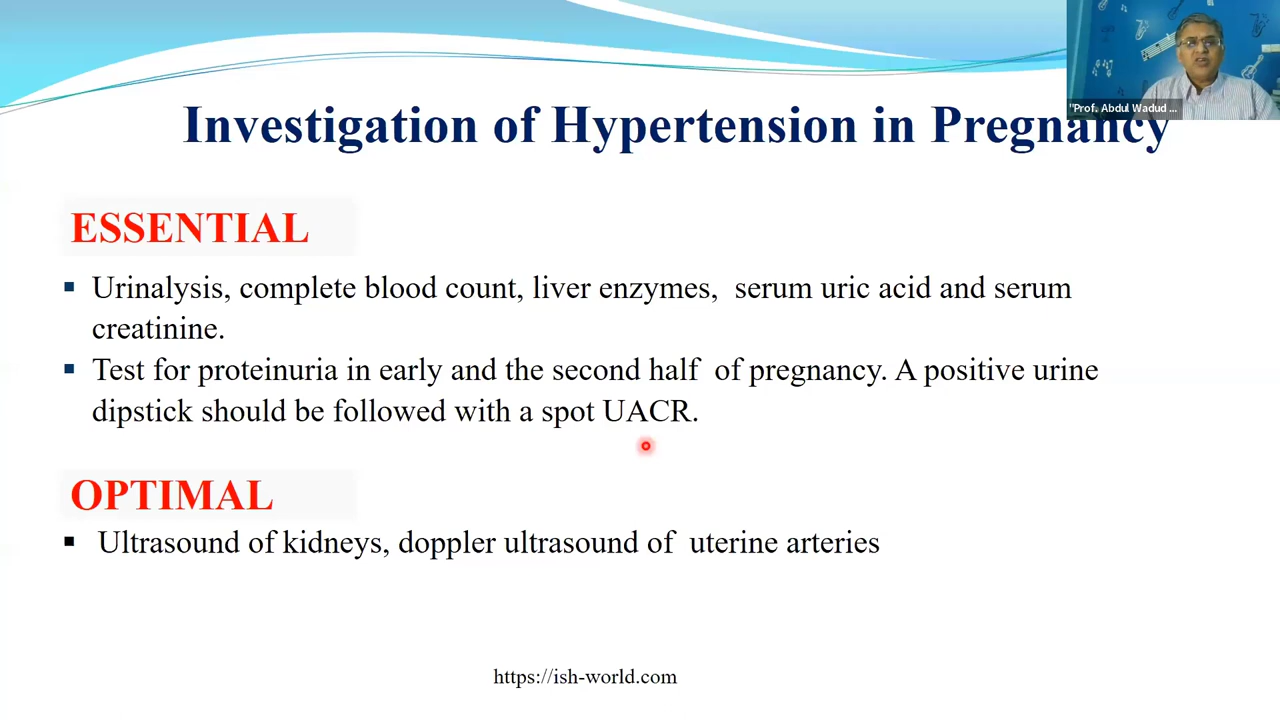 "Prof. Abdul Wadud ...
Investigation of Hypertension in Pregnancy
ESSENTIAL
▪ Urinalysis, complete blood count, liver enzymes, serum uric acid and serum
creatinine.
▪ Test for proteinuria in early and the second half of pregnancy. A positive urine
dipstick should be followed with a spot UACR.
OPTIMAL
▪ Ultrasound of kidneys, doppler ultrasound of uterine arteries
https://ish-world.com